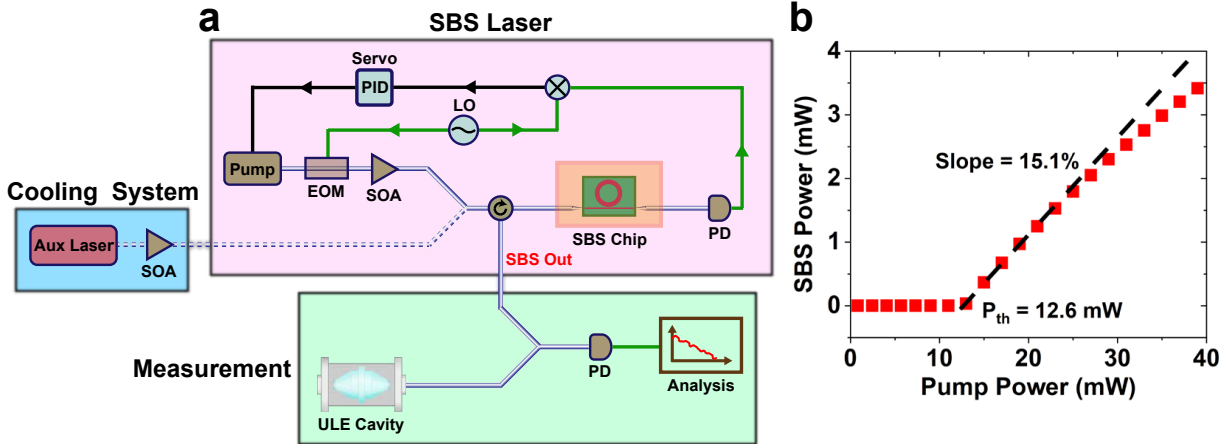 a
SBS Laser
Servo
PID
LO
Pump
EOM
SOA
SBS Chip
PD
SBS Out
Cooling System
Aux Laser
SOA
Measurement
ULE Cavity
PD
Analysis
b
SBS Power (mW)
4
3
2
1
0
Slope = 15.1%
Pth = 12.6 mW
0 10 20 30 40
Pump Power (mW)